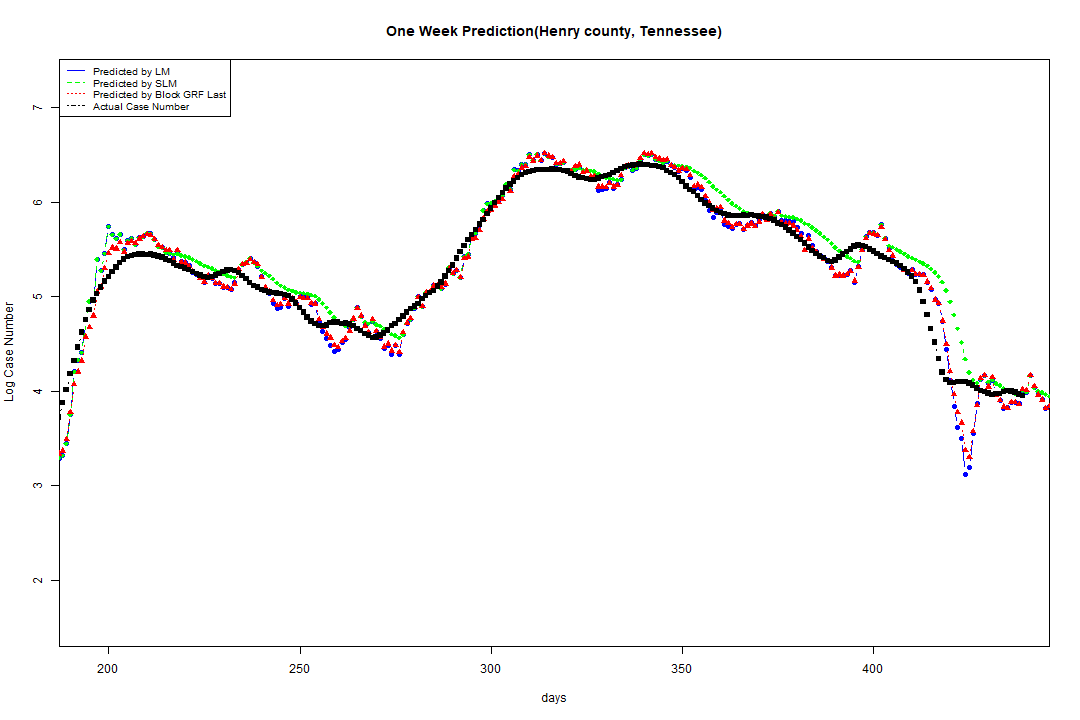 One Week Prediction(Henry county, Tennessee)
Predicted by LM
Predicted by SLM
Predicted by Block GRF Last
Actual Case Number
7
6
5
4
3
2
Log Case Number
200 250 300 350 400
days